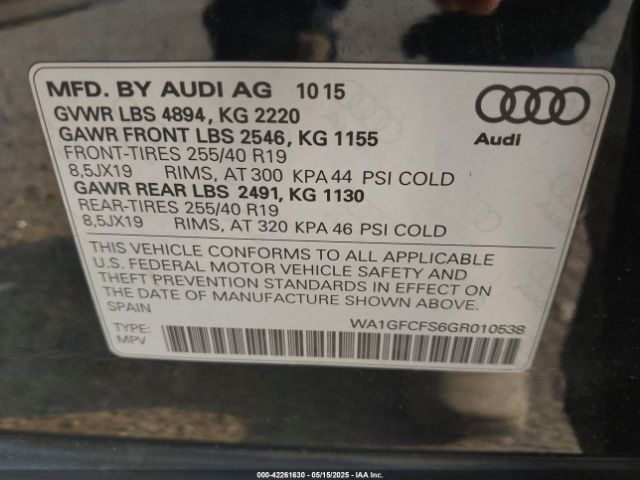 MFD. BY AUDI AG 10 15
GVWR LBS 4894, KG 2220
GAWR FRONT LBS 2546, KG 1155
FRONT-TIRES 255/40 R19
8,5JX19 RIMS, AT 300 KPA 44 PSI COLD
GAWR REAR LBS 2491, KG 1130
REAR-TIRES 255/40 R19
8,5JX19 RIMS, AT 320 KPA 46 PSI COLD
Audi
THIS VEHICLE CONFORMS TO ALL APPLICABLE
U.S. FEDERAL MOTOR VEHICLE SAFETY AND
THEFT PREVENTION STANDARDS IN EFFECT ON
THE DATE OF MANUFACTURE SHOWN ABOVE.
SPAIN
WA1GFCFS6GR010538
TYPE:
MPV
000-42261630 - 05/15/2025 - IAAI.COM